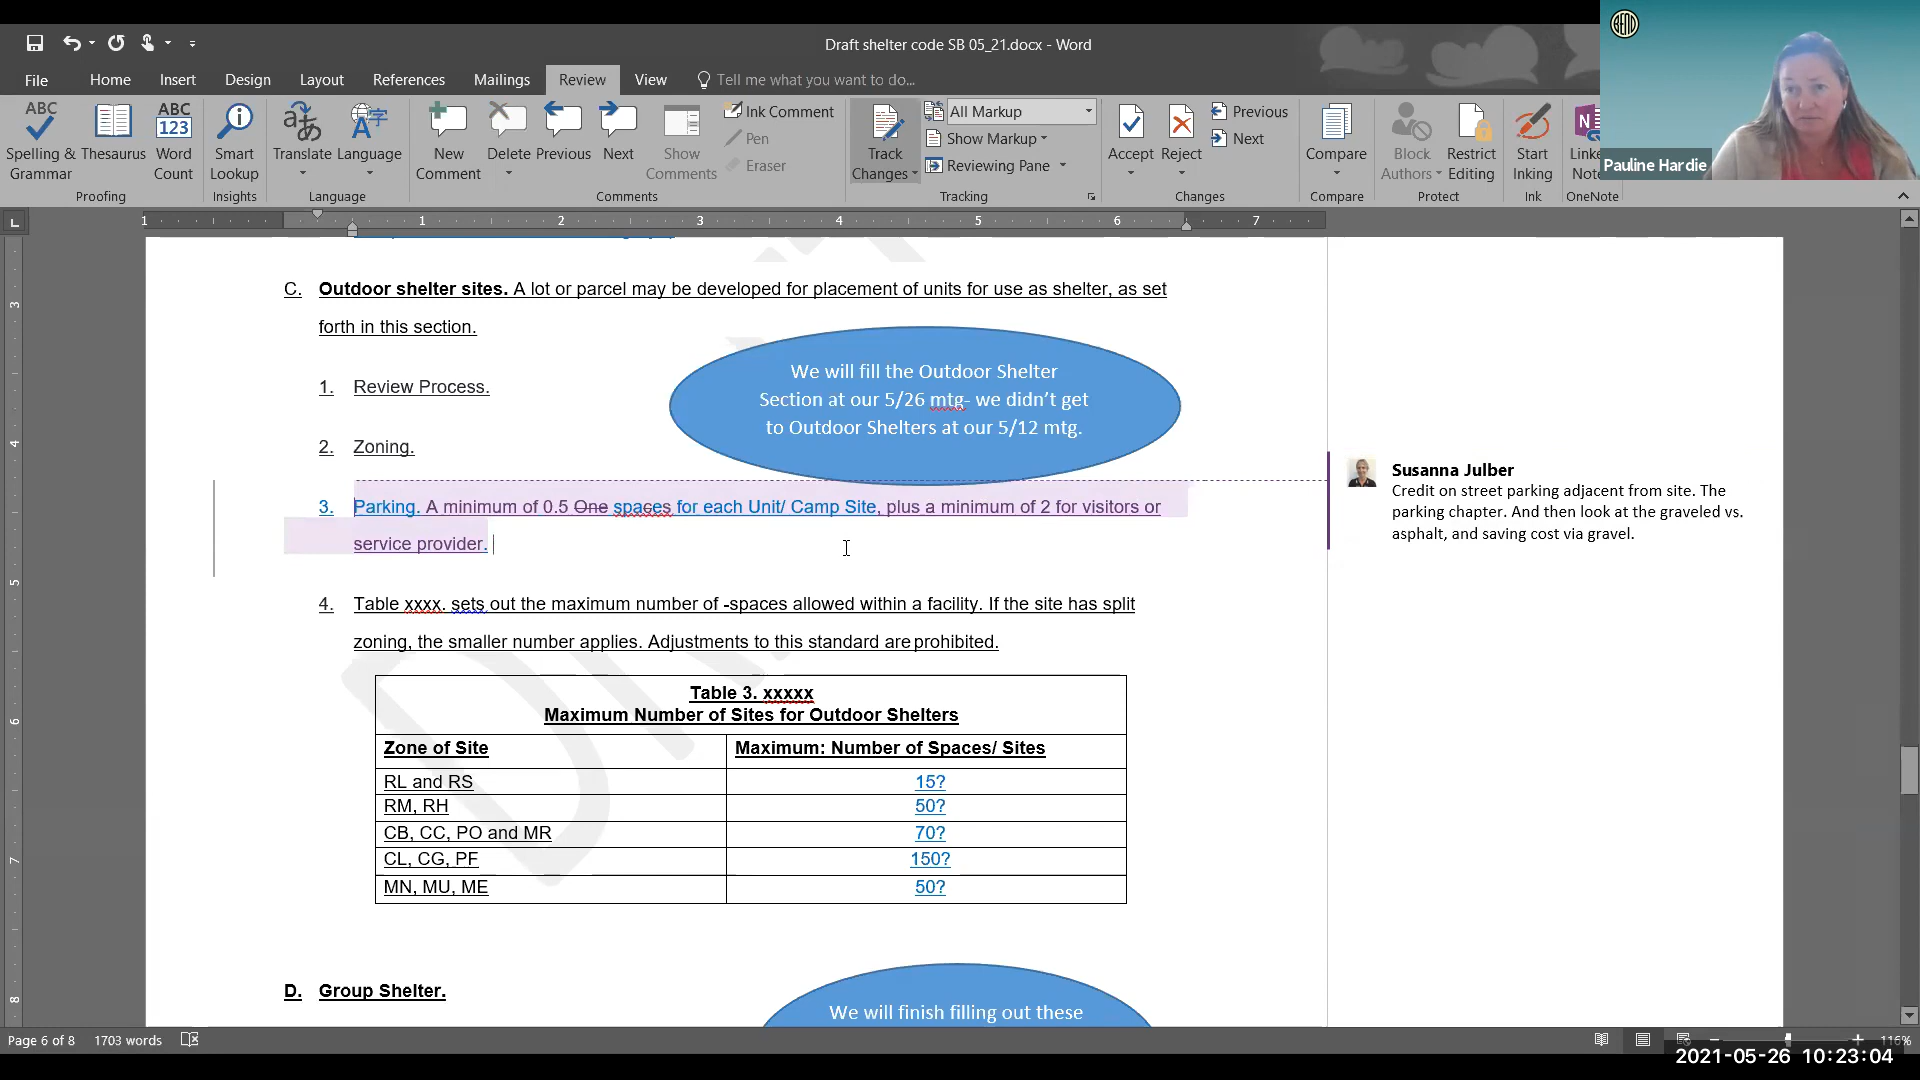 Draft shelter code SB 05_21.docx - Word
BEND
File Home Insert Design Layout References Mailings Review View Tell me what you want to do...
ABC ABC
123
Spelling & Grammar Thesaurus Word Count
Smart Lookup
Translate Language
New Comment Delete Previous Next Show Comments
Ink Comment
Pen
Eraser
Track Changes
All Markup
Show Markup
Reviewing Pane
Accept Reject
Previous
Next
Compare
Block Authors Restrict Editing
Start Inking
Proofing Insights Language Comments Tracking Changes Compare Protect Ink OneNote
Pauline Hardie
1 1 2 3 4 5 6 7
C. Outdoor shelter sites. A lot or parcel may be developed for placement of units for use as shelter, as set
forth in this section.
We will fill the Outdoor Shelter
Section at our 5/26 mtg- we didn't get
to Outdoor Shelters at our 5/12 mtg.
1. Review Process.
2. Zoning.
3. Parking. A minimum of 0.5 One spaces for each Unit/ Camp Site, plus a minimum of 2 for visitors or
service provider.
Susanna Julber
Credit on street parking adjacent from site. The
parking chapter. And then look at the graveled vs.
asphalt, and saving cost via gravel.
4. Table xxxx. sets out the maximum number of -spaces allowed within a facility. If the site has split
zoning, the smaller number applies. Adjustments to this standard are prohibited.
Table 3. xxxxx
Maximum Number of Sites for Outdoor Shelters
Zone of Site Maximum: Number of Spaces/ Sites
RL and RS 15?
RM, RH 50?
CB, CC, PO and MR 70?
CL, CG, PF 150?
MN, MU, ME 50?
D. Group Shelter.
We will finish filling out these
Page 6 of 8 1703 words
116%
2021-05-26 10:23:04